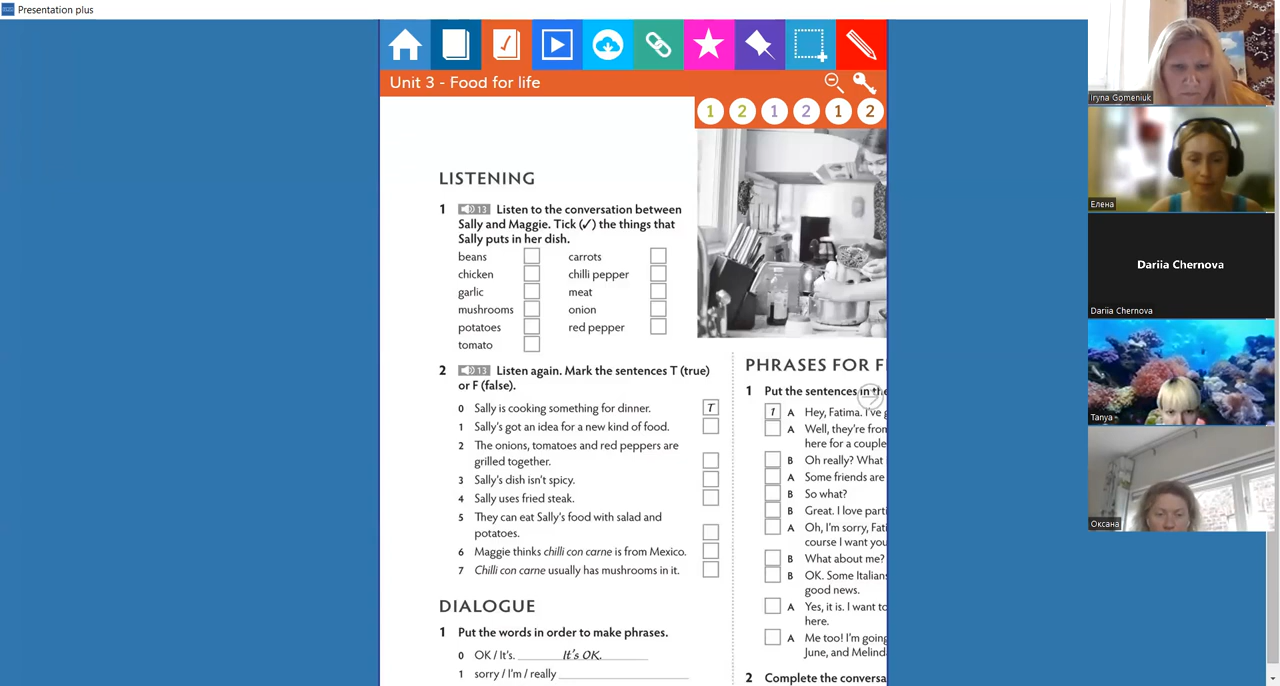 Presentation plus
Unit 3 - Food for life
1 2 1 2 1 2
LISTENING
1 13 Listen to the conversation between
Sally and Maggie. Tick (✓) the things that
Sally puts in her dish.
beans carrots
chicken chilli pepper
garlic meat
mushrooms onion
potatoes red pepper
tomato
2 13 Listen again. Mark the sentences T (true)
or F (false).
0 Sally is cooking something for dinner. T
1 Sally's got an idea for a new kind of food.
2 The onions, tomatoes and red peppers are
grilled together.
3 Sally's dish isn't spicy.
4 Sally uses fried steak.
5 They can eat Sally's food with salad and
potatoes.
6 Maggie thinks chilli con carne is from Mexico.
7 Chilli con carne usually has mushrooms in it.
DIALOGUE
1 Put the words in order to make phrases.
0 OK / It's. It's OK.
1 sorry / I'm / really
PHRASES FOR F
1 Put the sentences in the
1 A Hey, Fatima. I've g
A Well, they're from
here for a couple
B Oh really? What
A Some friends are
B So what?
B Great. I love parti
A Oh, I'm sorry, Fati
course I want you
B What about me?
B OK. Some Italians
good news.
A Yes, it is. I want to
here.
A Me too! I'm going
June, and Melind
2 Complete the conversa
Iryna Gomeniuk
Елена
Dariia Chernova
Dariia Chernova
Tanya
Оксана